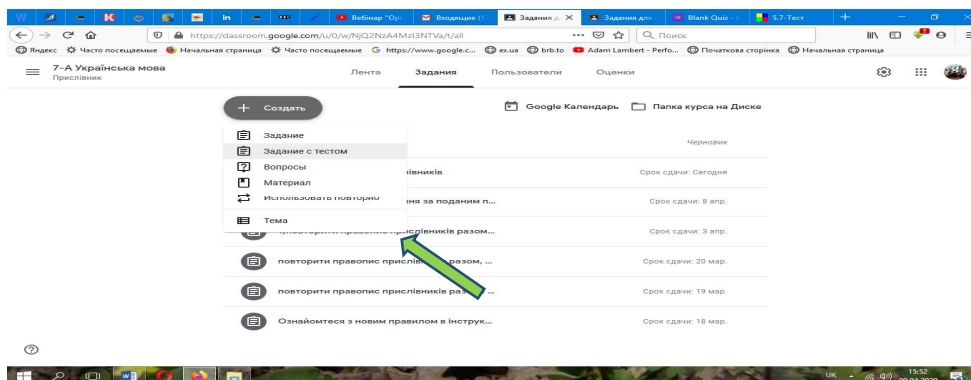 Вебинар "Орг
Входящие (1
Задания д
Задания для
Blank Quiz -
5.7-Тест
https://classroom.google.com/u/0/w/NjQ2NzA4MzI3NTVa/t/all
Поиск
Яндекс Часто посещаемые Начальная страница Часто посещаемые https://www.google.c... ex.ua brb.to Adam Lambert - Perfo... Початкова сторінка Начальная страница
7-А Українська мова
Прислівник
Лента Задания Пользователи Оценки
Создать
Google Календарь Папка курса на Диске
Задание
Черновик
Задание с тестом
Вопросы
лівників Срок сдачи: Сегодня
Материал
Использовать повторно
ня за поданим п... Срок сдачи: 8 апр.
Тема
прислівників разом... Срок сдачи: 3 апр.
повторити правопис прислівників разом, ... Срок сдачи: 20 мар.
повторити правопис прислівників раз ... Срок сдачи: 19 мар.
Ознайомтеся з новим правилом в інструк... Срок сдачи: 18 мар.
UK
15:52